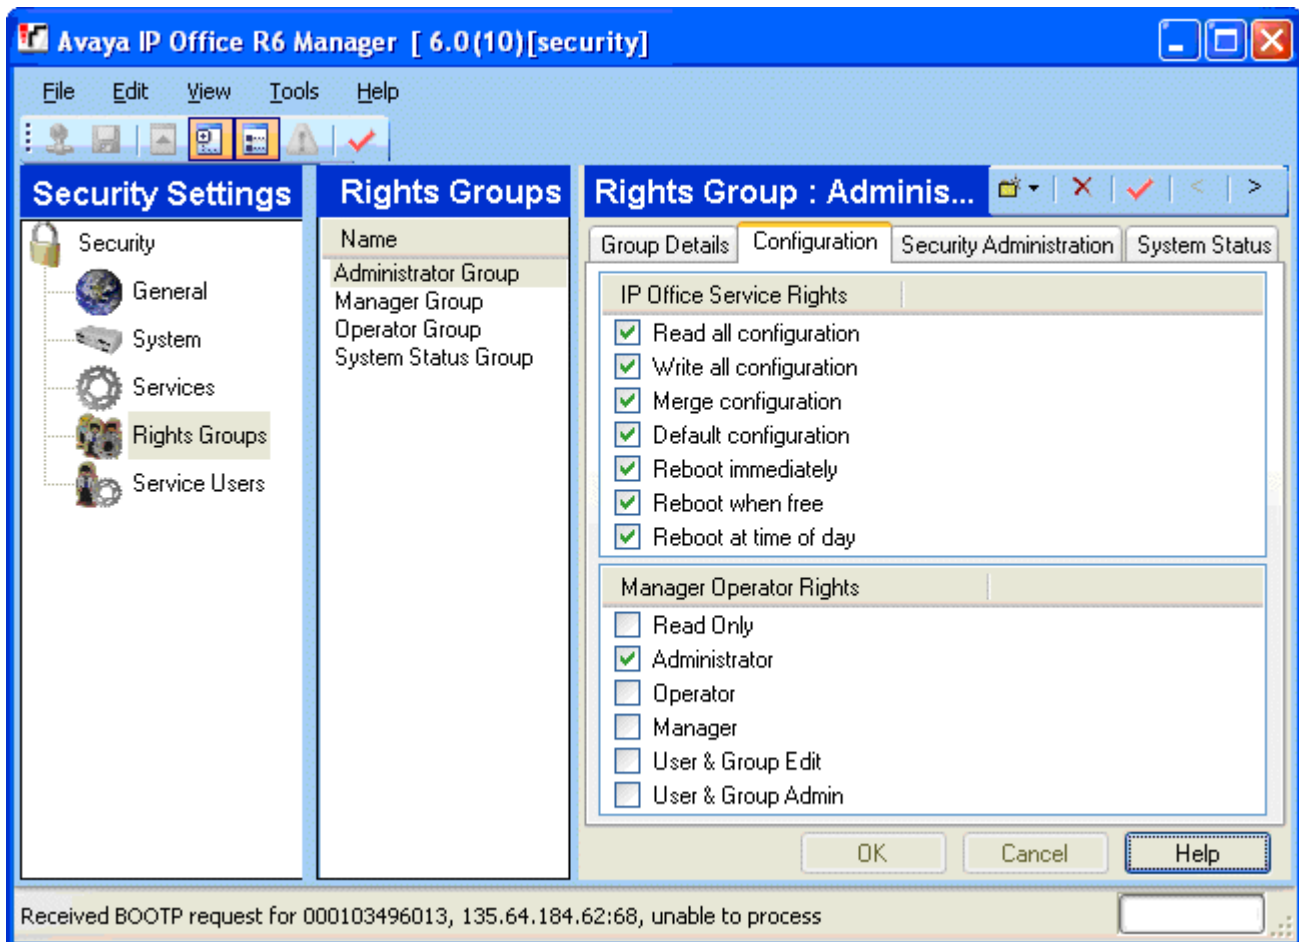 Avaya IP Office R6 Manager [ 6.0(10)[security]
File Edit View Tools Help
Security Settings
Security
General
System
Services
Rights Groups
Service Users
Rights Groups
Name
Administrator Group
Manager Group
Operator Group
System Status Group
Rights Group : Adminis...
Group Details Configuration Security Administration System Status
IP Office Service Rights
Read all configuration
Write all configuration
Merge configuration
Default configuration
Reboot immediately
Reboot when free
Reboot at time of day
Manager Operator Rights
Read Only
Administrator
Operator
Manager
User & Group Edit
User & Group Admin
OK Cancel Help
Received BOOTP request for 000103496013, 135.64.184.62:68, unable to process